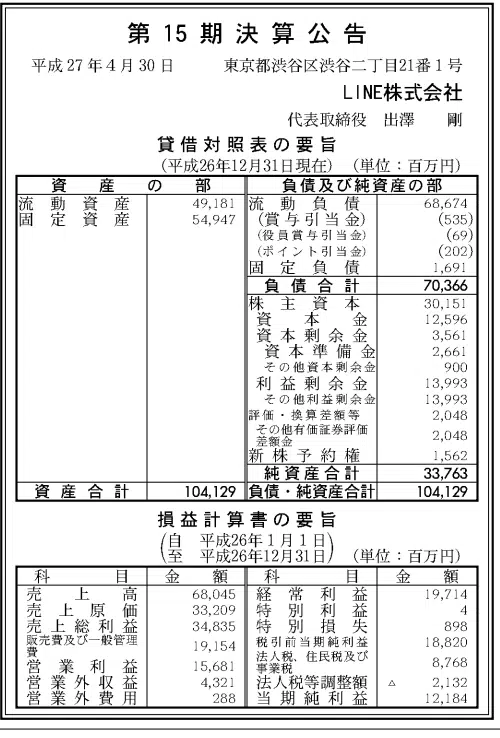 第15期決算公告
平成27年4月30日　東京都渋谷区渋谷二丁目21番1号
LINE株式会社
代表取締役　出澤　剛
貸借対照表の要旨
(平成26年12月31日現在)　(単位：百万円)
資産の部　負債及び純資産の部
流動資産　49,181　流動負債　68,674
固定資産　54,947　(賞与引当金)　(535)
(役員賞与引当金)　(69)
(ポイント引当金)　(202)
固定負債　1,691
負債合計　70,366
株主資本　30,151
資本金　12,596
資本剰余金　3,561
資本準備金　2,661
その他資本剰余金　900
利益剰余金　13,993
その他利益剰余金　13,993
評価・換算差額等　2,048
その他有価証券評価
差額金　2,048
新株予約権　1,562
純資産合計　33,763
資産合計　104,129　負債・純資産合計　104,129
損益計算書の要旨
(自　平成26年1月1日
至　平成26年12月31日)　(単位：百万円)
科目　金額　科目　金額
売上高　68,045　経常利益　19,714
売上原価　33,209　特別利益　4
売上総利益　34,835　特別損失　898
販売費及び一般管理
費　19,154　税引前当期純利益　18,820
営業利益　15,681　法人税、住民税及び
事業税　8,768
営業外収益　4,321　法人税等調整額　△　2,132
営業外費用　288　当期純利益　12,184